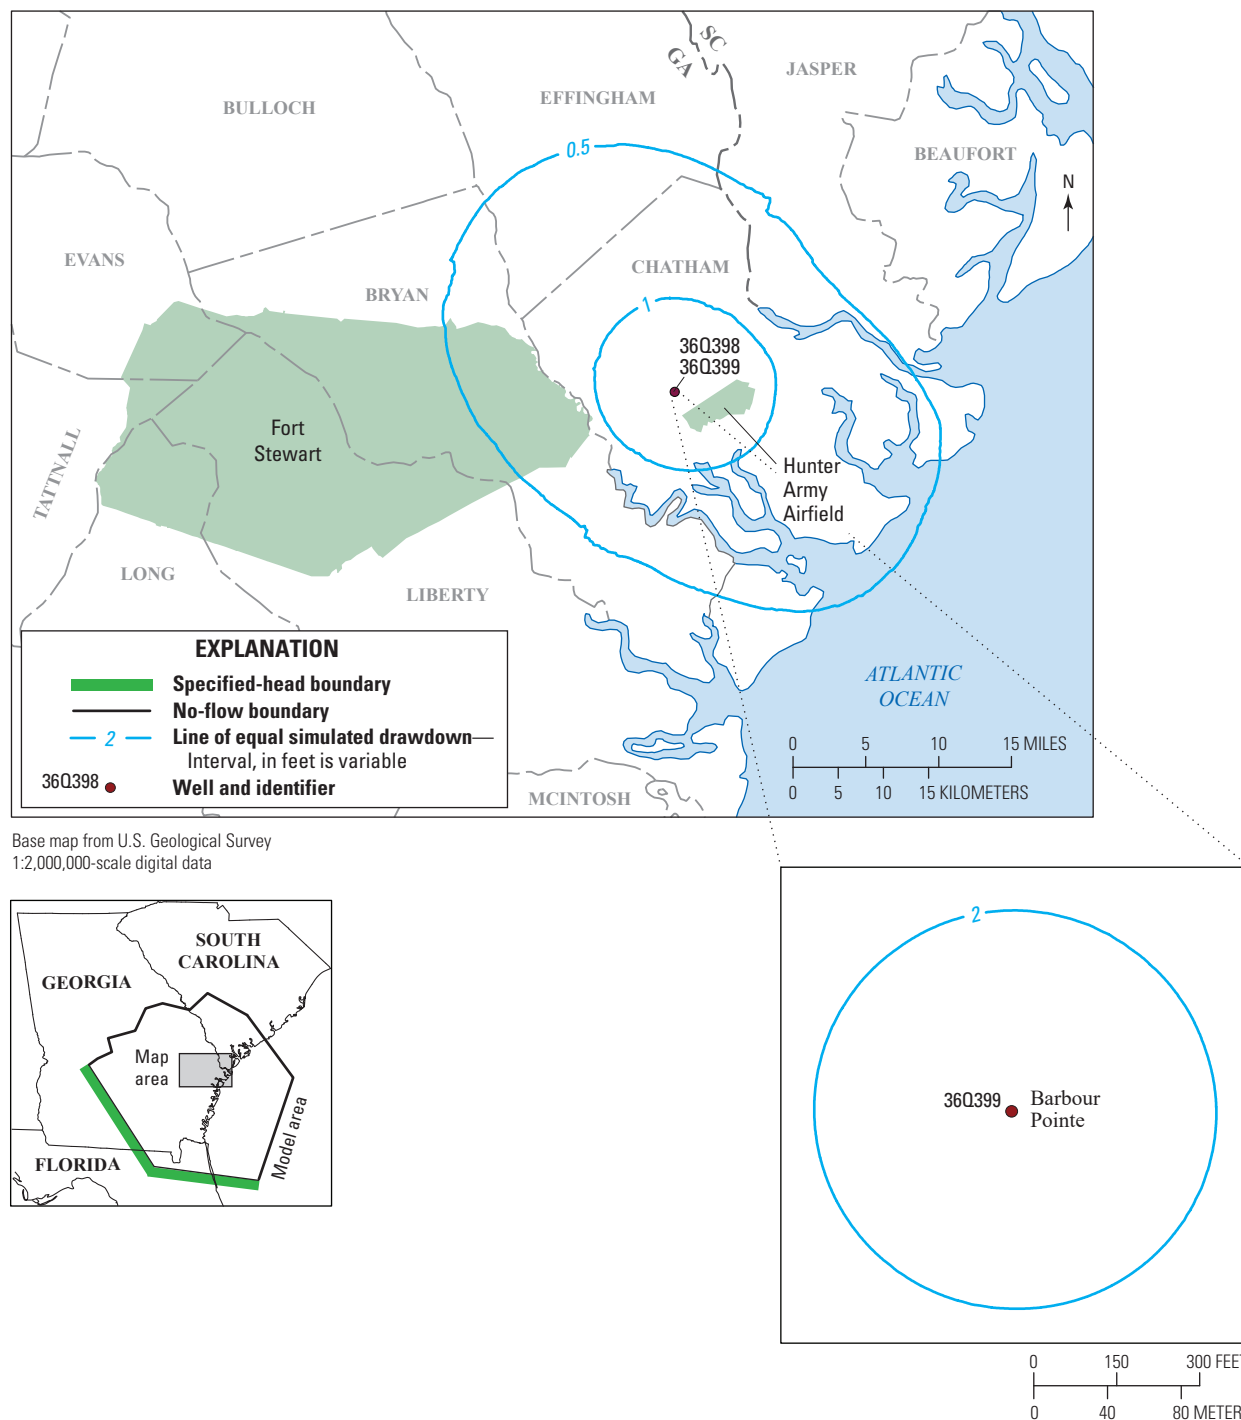 SC
GA
JASPER
BULLOCH
EFFINGHAM
0.5
BEAUFORT
N
EVANS
CHATHAM
BRYAN
1
36Q398
36Q399
Fort
Stewart
TATTNALL
Hunter
Army
Airfield
LONG
LIBERTY
ATLANTIC
OCEAN
0 5 10 15 MILES
0 5 10 15 KILOMETERS
MCINTOSH
EXPLANATION
Specified-head boundary
No-flow boundary
2 Line of equal simulated drawdown—
Interval, in feet is variable
36Q398 Well and identifier
Base map from U.S. Geological Survey
1:2,000,000-scale digital data
SOUTH
CAROLINA
GEORGIA
Map
area
Model area
FLORIDA
2
36Q399
Barbour
Pointe
0 150 300 FEET
0 40 80 METER